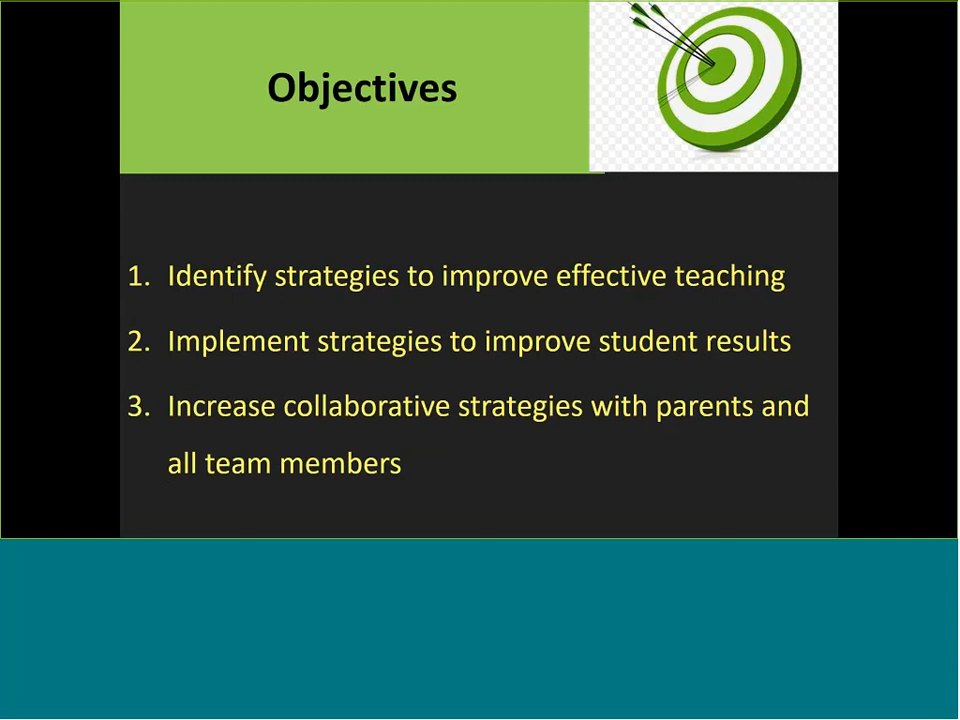 Objectives
1. Identify strategies to improve effective teaching
2. Implement strategies to improve student results
3. Increase collaborative strategies with parents and
all team members